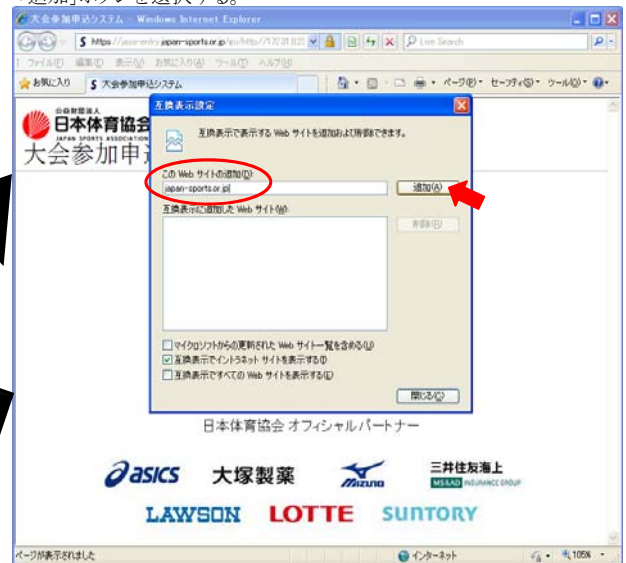 「追加」ボタンを選択する。
大会参加申込システム - Windows Internet Explorer
japan-sports.or.jp
Live Search
ファイル(F) 編集(E) 表示(V) お気に入り(A) ツール(T) ヘルプ(H)
お気に入り 大会参加申込システム ページ(P) セーフティ(S) ツール(O)
公益財団法人
日本体育協会
JAPAN SPORTS ASSOCIATION
大会参加申込
互換表示設定
互換表示で表示する Web サイトを追加および削除できます。
この Web サイトの追加(D):
japan-sports.or.jp
追加(A)
互換表示に追加した Web サイト(W):
削除(R)
マイクロソフトからの更新された Web サイト一覧を含める(U)
互換表示でイントラネット サイトを表示する(I)
互換表示ですべての Web サイトを表示する(E)
閉じる(C)
日本体育協会 オフィシャルパートナー
asics 大塚製薬 Mizuno 三井住友海上
MS&AD INSURANCE GROUP
LAWSON LOTTE SUNTORY
ページが表示されました インターネット 105%